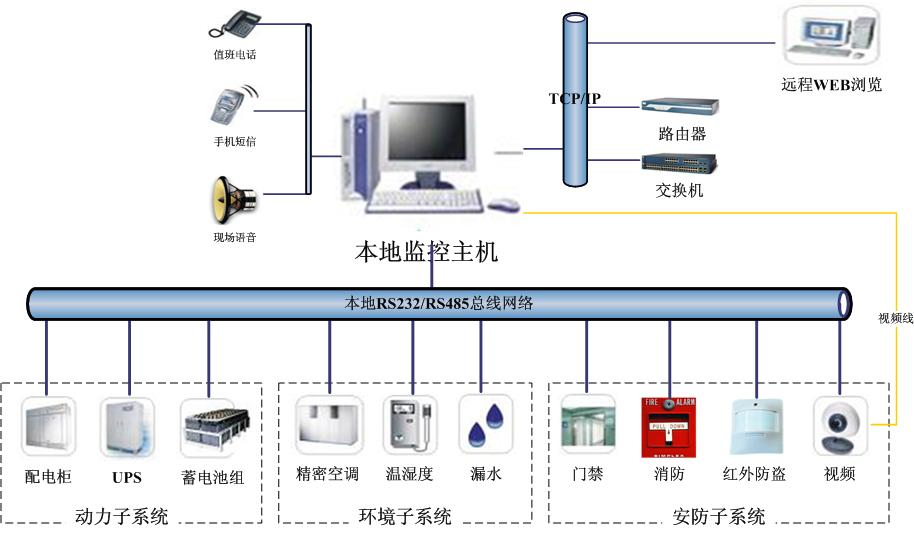 值班电话
远程WEB浏览
TCP/IP
路由器
手机短信
交换机
现场语音
本地监控主机
本地RS232/RS485总线网络
视频线
FIRE ALARM
PULL DOWN
配电柜
UPS
蓄电池组
精密空调
温湿度
漏水
门禁
消防
红外防盗
视频
动力子系统
环境子系统
安防子系统